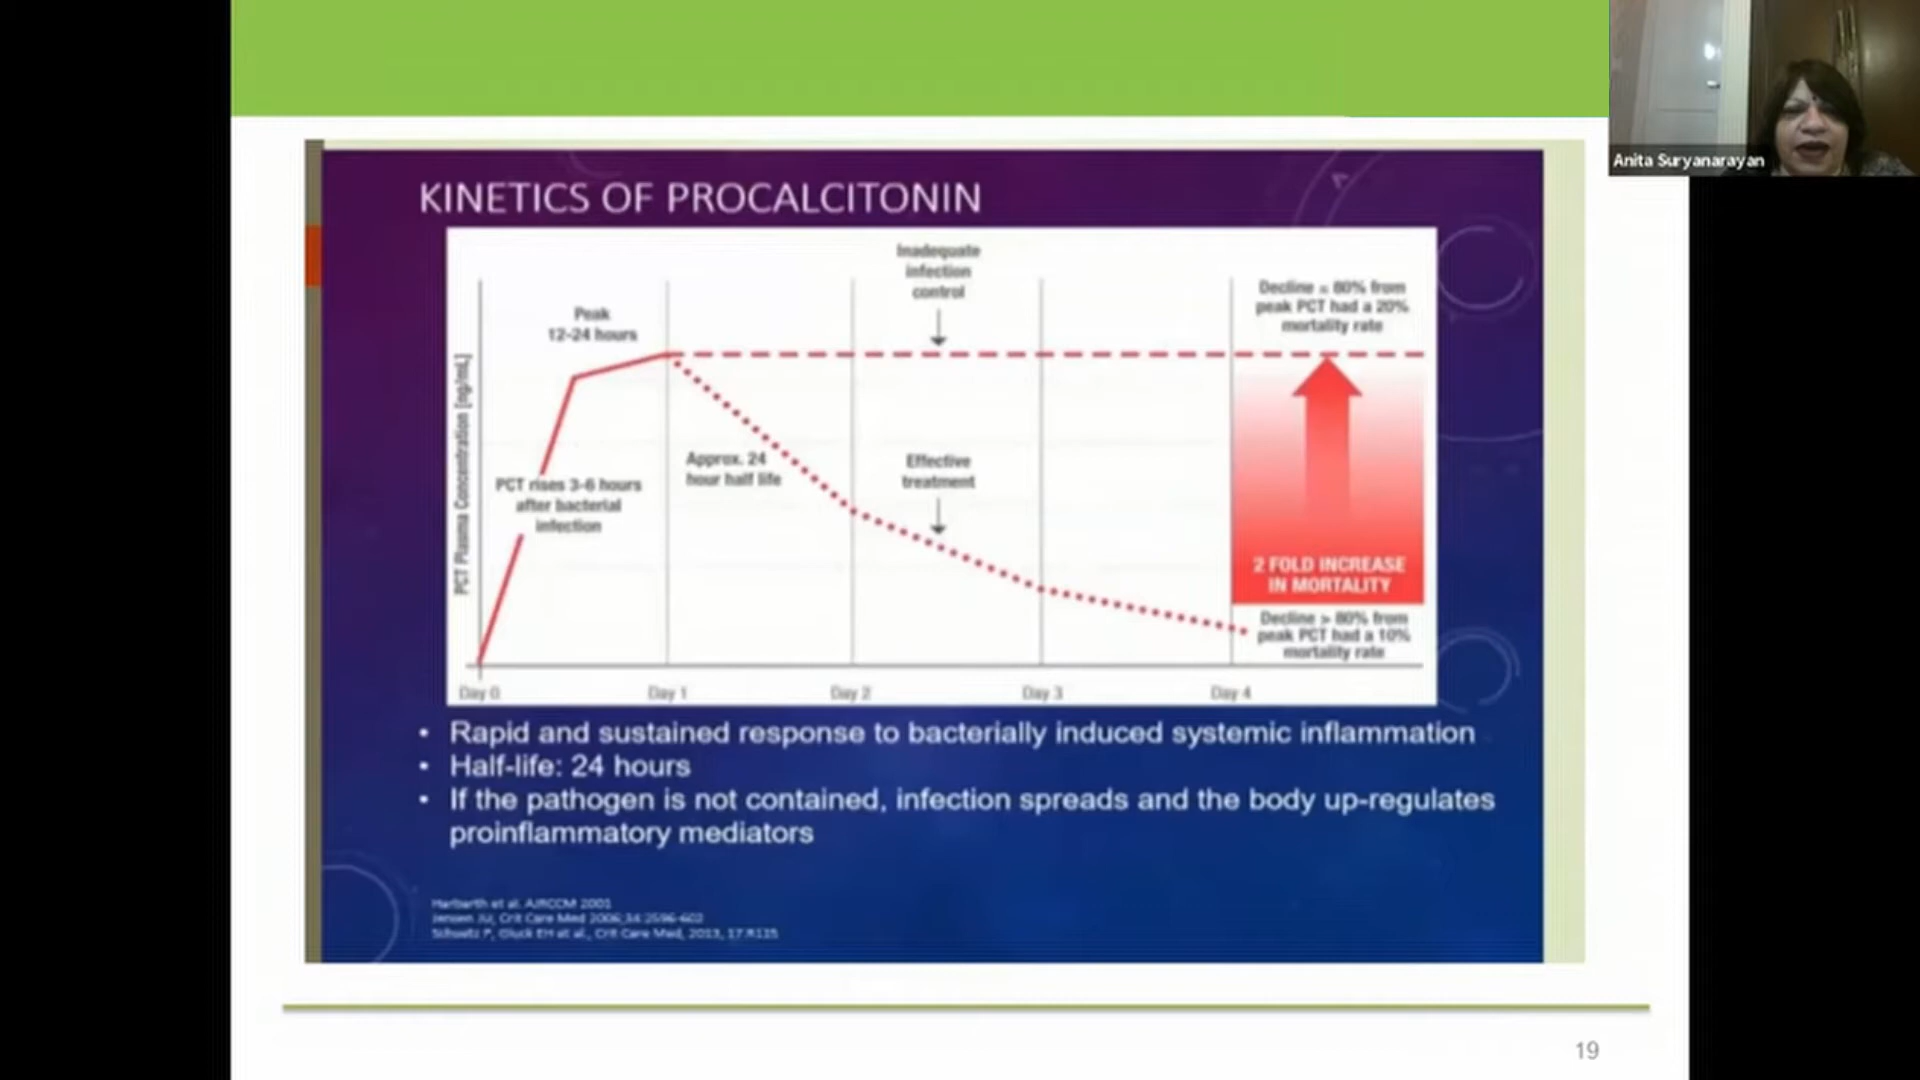 Anita Suryanarayan
KINETICS OF PROCALCITONIN
Inadequate
infection
control
Decline ≤ 80% from
peak PCT had a 20%
mortality rate
Peak
12-24 hours
PCT Plasma Concentration [ng/mL]
Approx. 24
hour half life
Effective
treatment
PCT rises 3-6 hours
after bacterial
infection
2 FOLD INCREASE
IN MORTALITY
Decline > 80% from
peak PCT had a 10%
mortality rate
Day 0
Day 1
Day 2
Day 3
Day 4
• Rapid and sustained response to bacterially induced systemic inflammation
• Half-life: 24 hours
• If the pathogen is not contained, infection spreads and the body up-regulates
proinflammatory mediators
Harbarth et al. AJRCCM 2001
Jensen JU, Crit Care Med 2006;34:2596-602
Schuetz P, Gluck EH et al., Crit Care Med, 2013, 17:R115
19